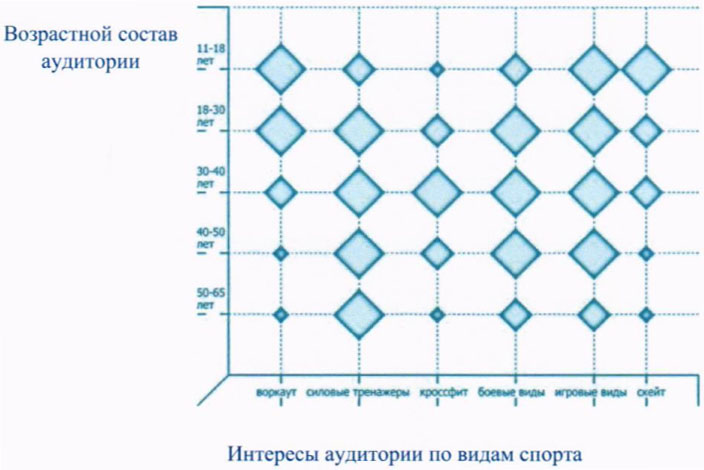 Возрастной состав
аудитории
11-18
лет
18-30
лет
30-40
лет
40-50
лет
50-65
лет
воркаут силовые тренажеры кроссфит боевые виды игровые виды скейт
Интересы аудитории по видам спорта